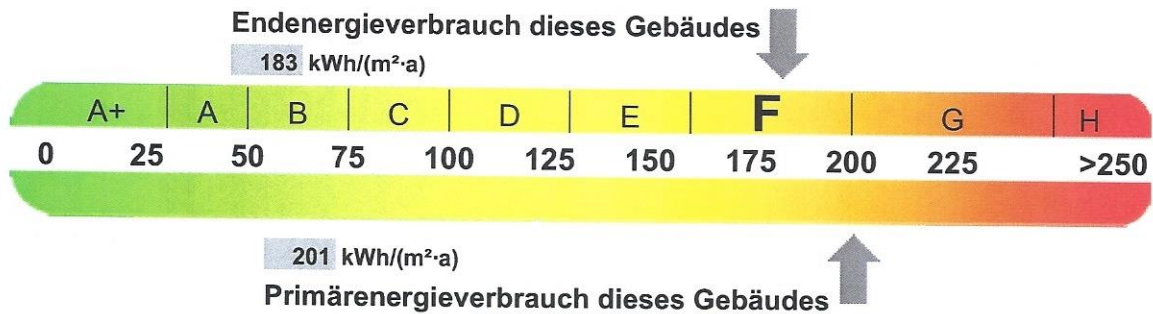 Endenergieverbrauch dieses Gebäudes
183 kWh/(m²·a)
A+ A B C D E F G H
0 25 50 75 100 125 150 175 200 225 >250
201 kWh/(m²·a)
Primärenergieverbrauch dieses Gebäudes